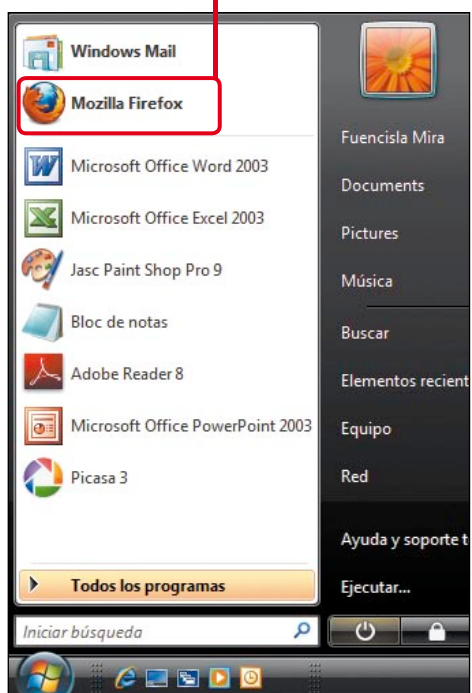 Windows Mail
Mozilla Firefox
Microsoft Office Word 2003
Microsoft Office Excel 2003
Jasc Paint Shop Pro 9
Bloc de notas
Adobe Reader 8
Microsoft Office PowerPoint 2003
Picasa 3
Todos los programas
Iniciar búsqueda
Fuencisla Mira
Documents
Pictures
Música
Buscar
Elementos recient
Equipo
Red
Ayuda y soporte t
Ejecutar...